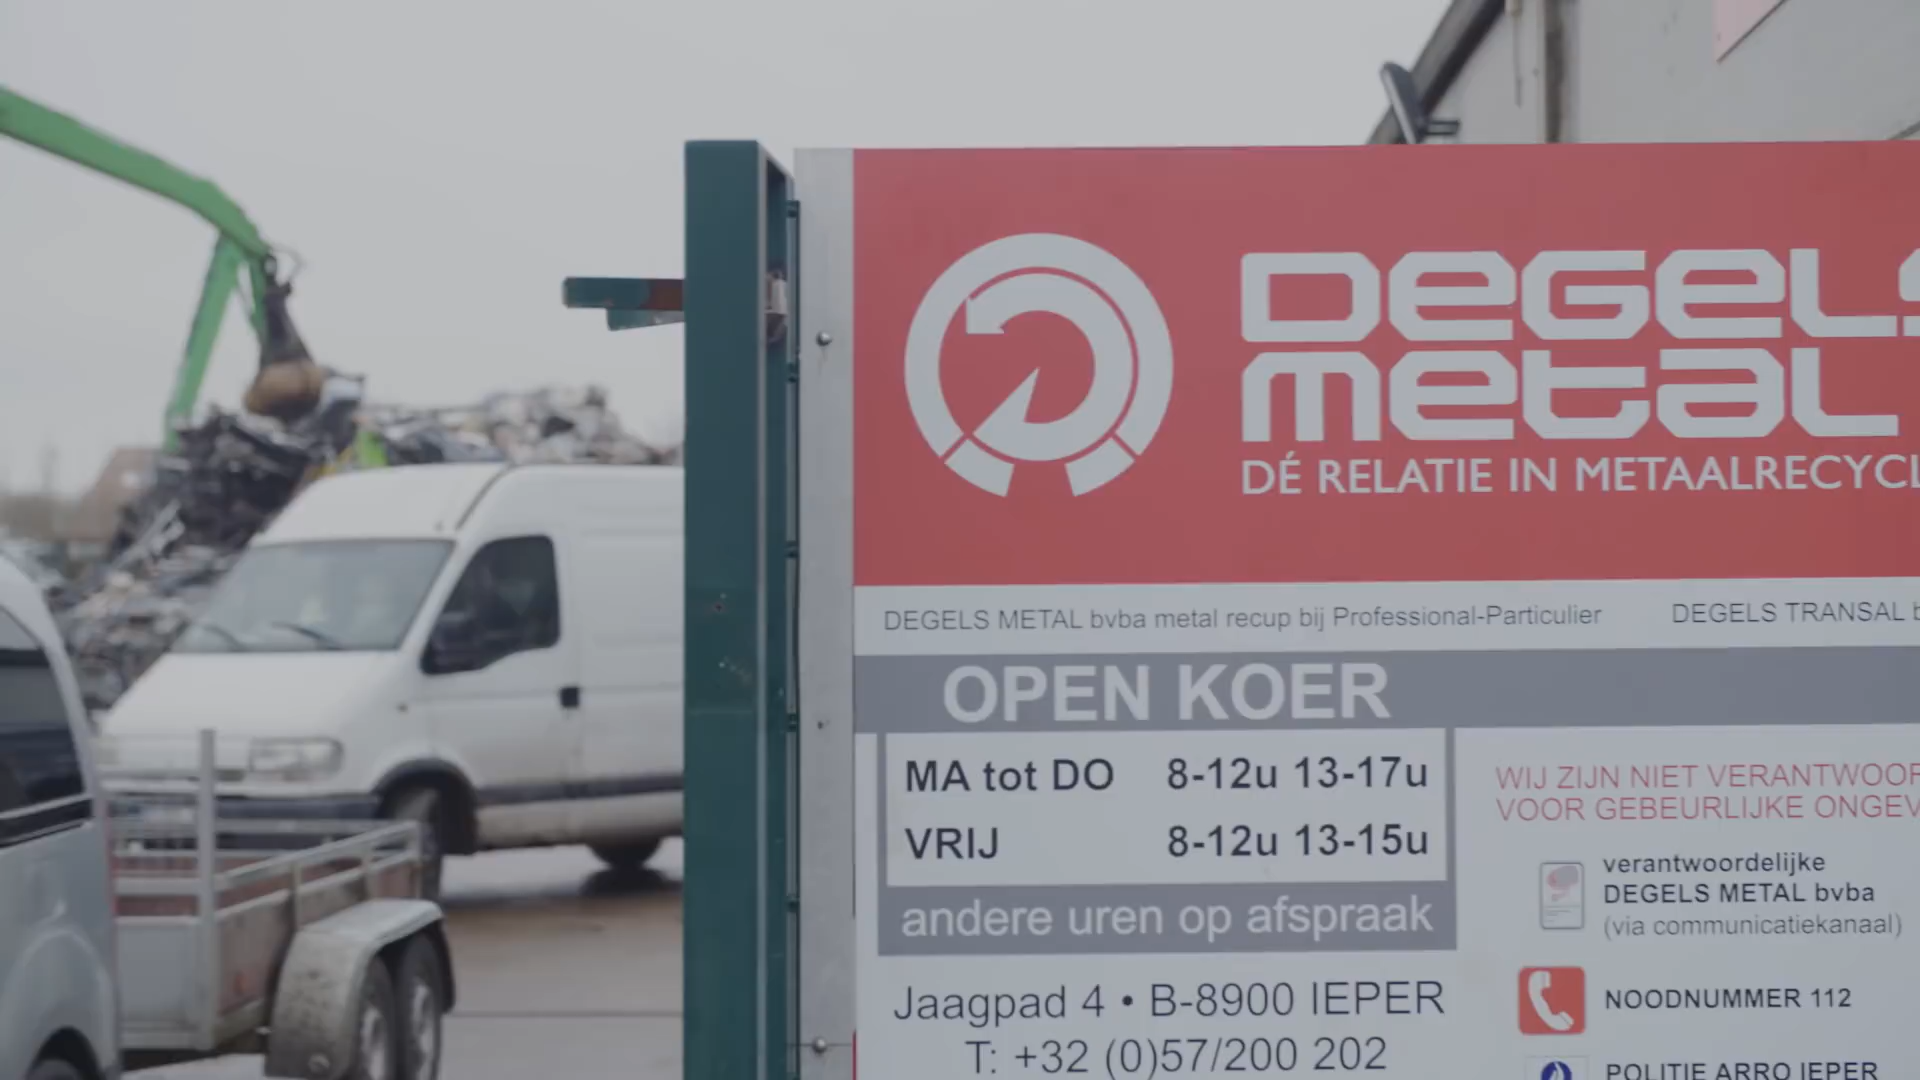 DEGELS
METAL
DÉ RELATIE IN METAALRECYCL
DEGELS METAL bvba metal recup bij Professional-Particulier
DEGELS TRANSAL b
OPEN KOER
MA tot DO 8-12u 13-17u
VRIJ 8-12u 13-15u
andere uren op afspraak
Jaagpad 4 • B-8900 IEPER
T: +32 (0)57/200 202
WIJ ZIJN NIET VERANTWOOR
VOOR GEBEURLIJKE ONGEV
verantwoordelijke
DEGELS METAL bvba
(via communicatiekanaal)
NOODNUMMER 112
POLITIE ARRO IEPER